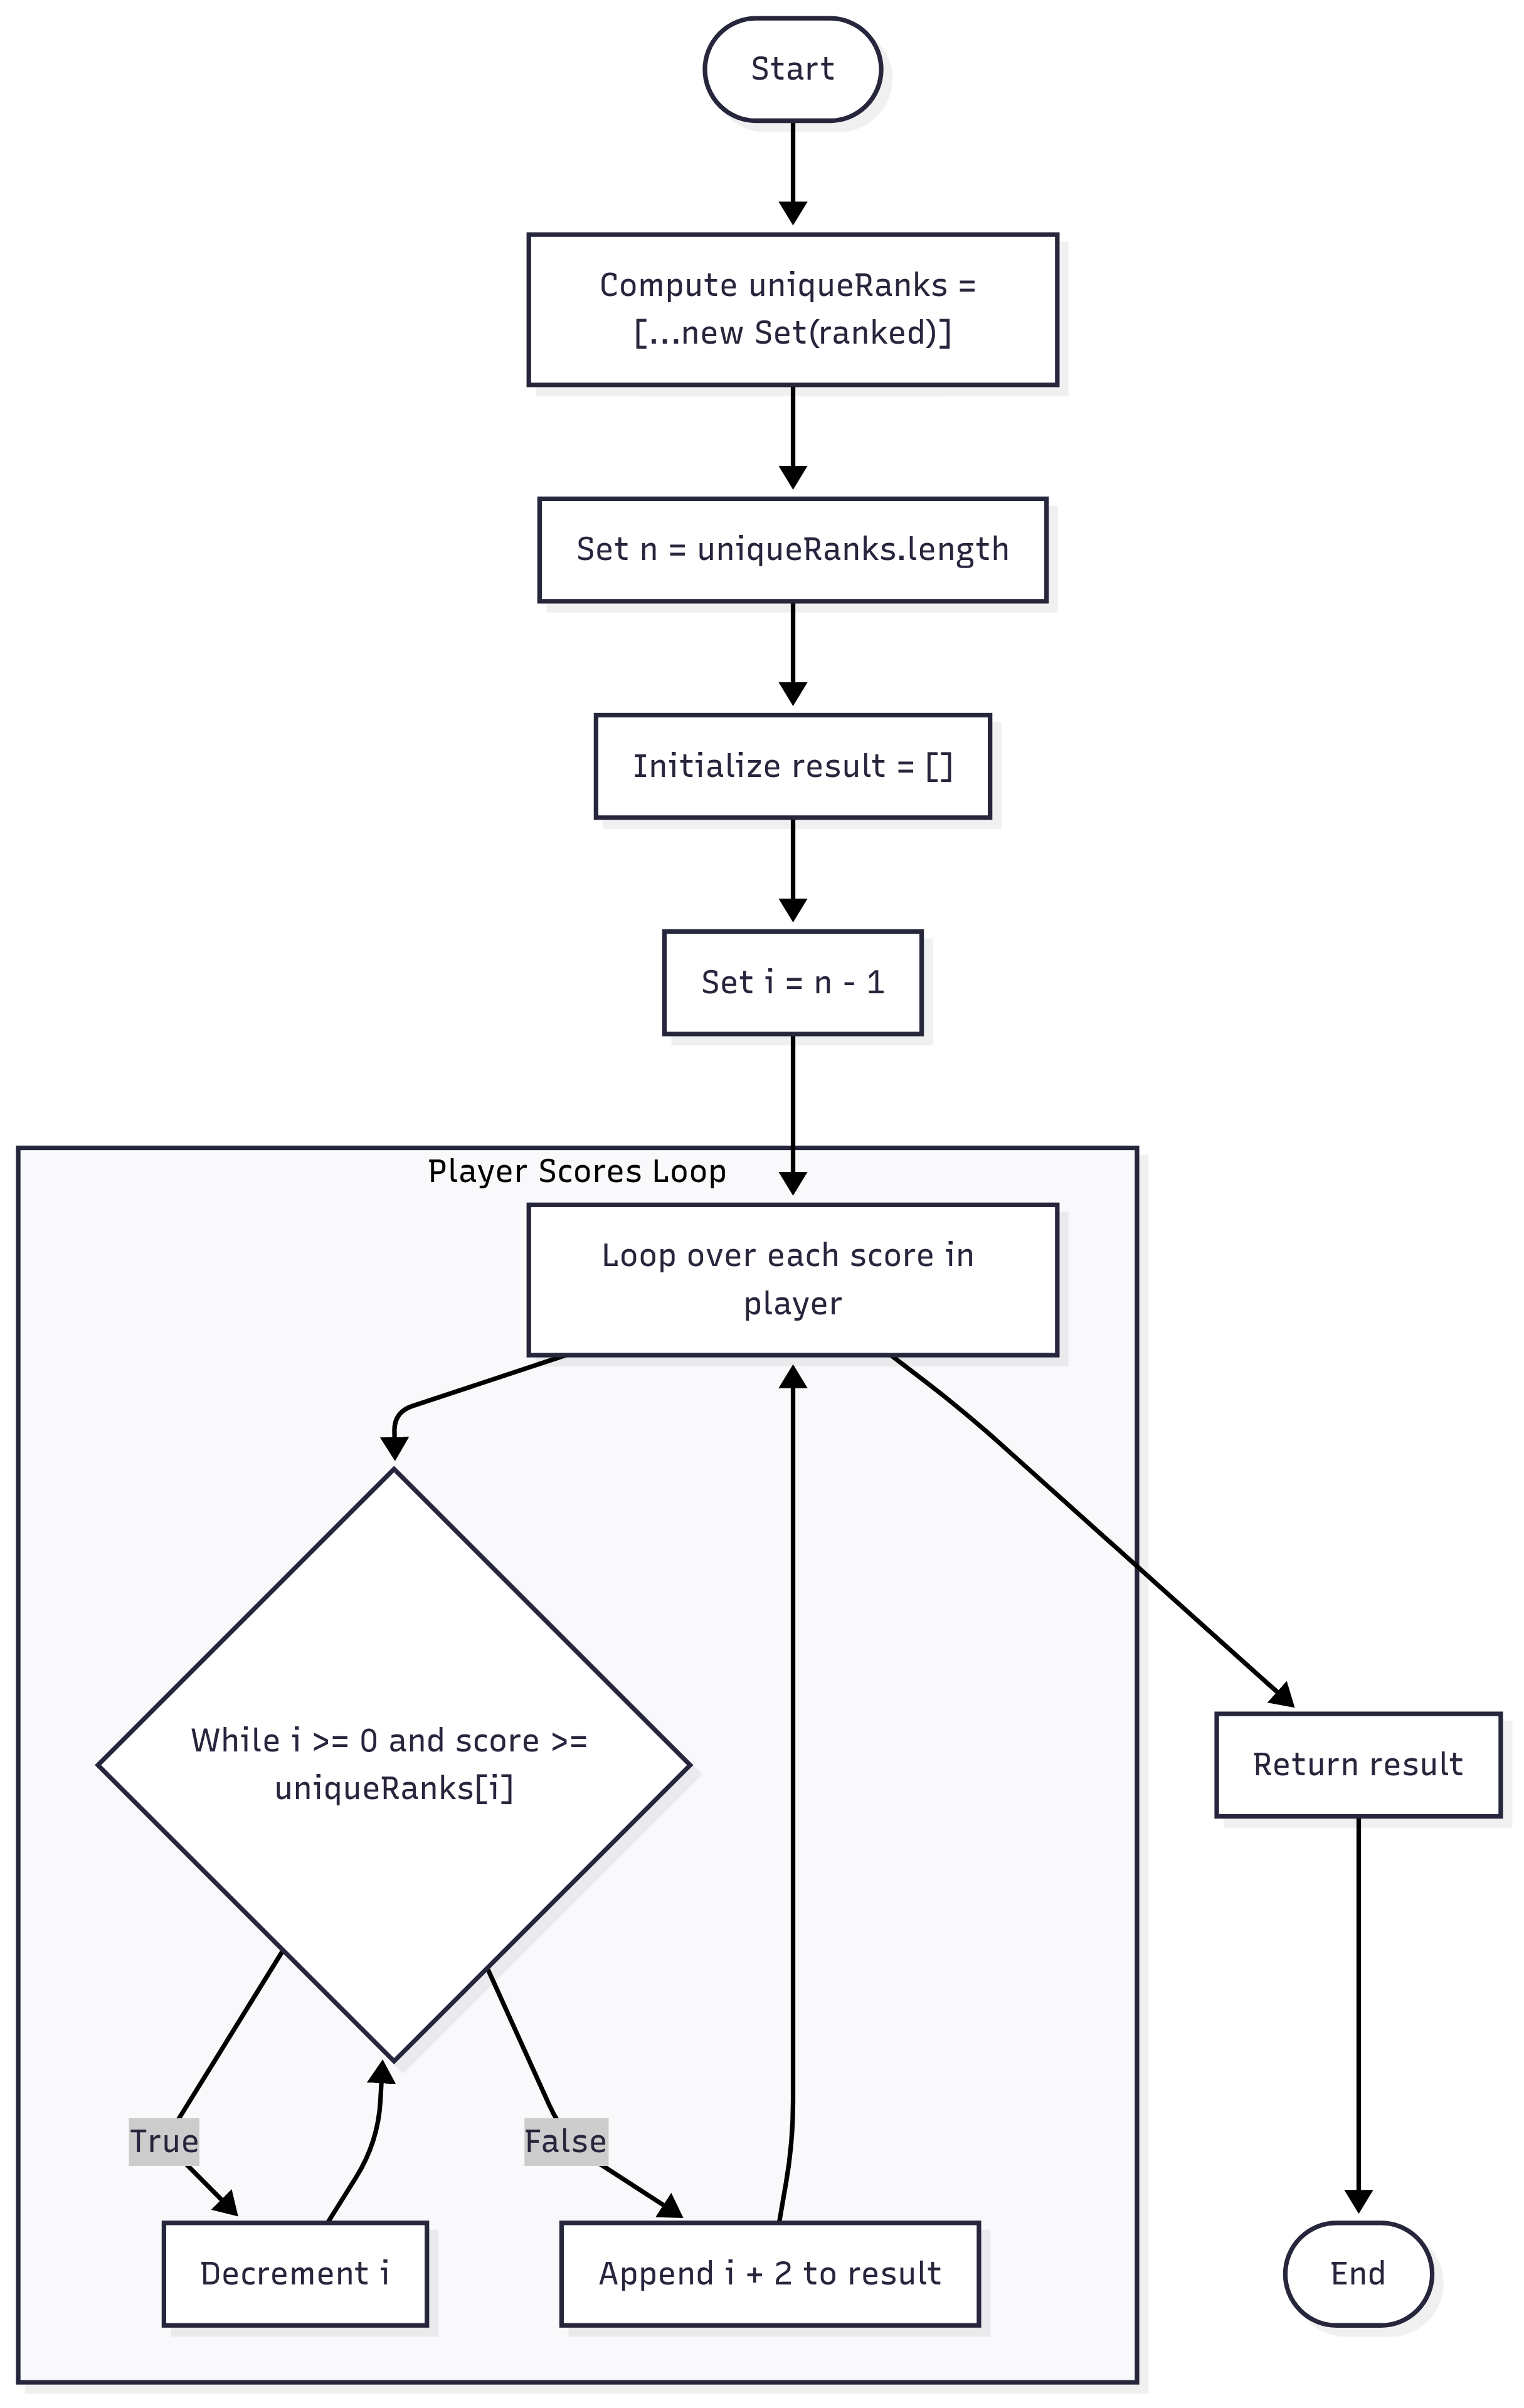 Start
Compute uniqueRanks =
[...new Set(ranked)]
Set n = uniqueRanks.length
Initialize result = []
Set i = n - 1
Player Scores Loop
Loop over each score in
player
While i >= 0 and score >=
uniqueRanks[i]
Return result
True
False
Decrement i
Append i + 2 to result
End